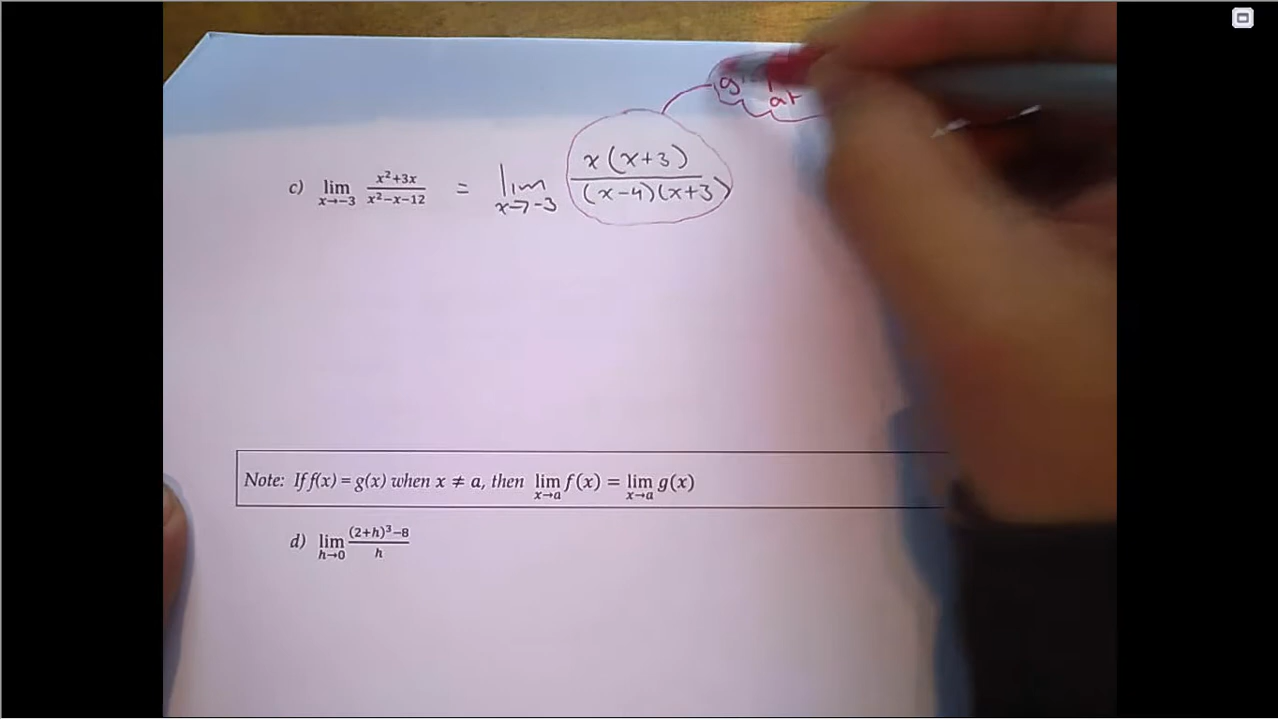 c) lim x→-3 x²+3x / x²-x-12 = lim x→-3 x(x+3) / (x-4)(x+3)
Note: If f(x) = g(x) when x ≠ a, then lim x→a f(x) = lim x→a g(x)
d) lim h→0 (2+h)³-8 / h